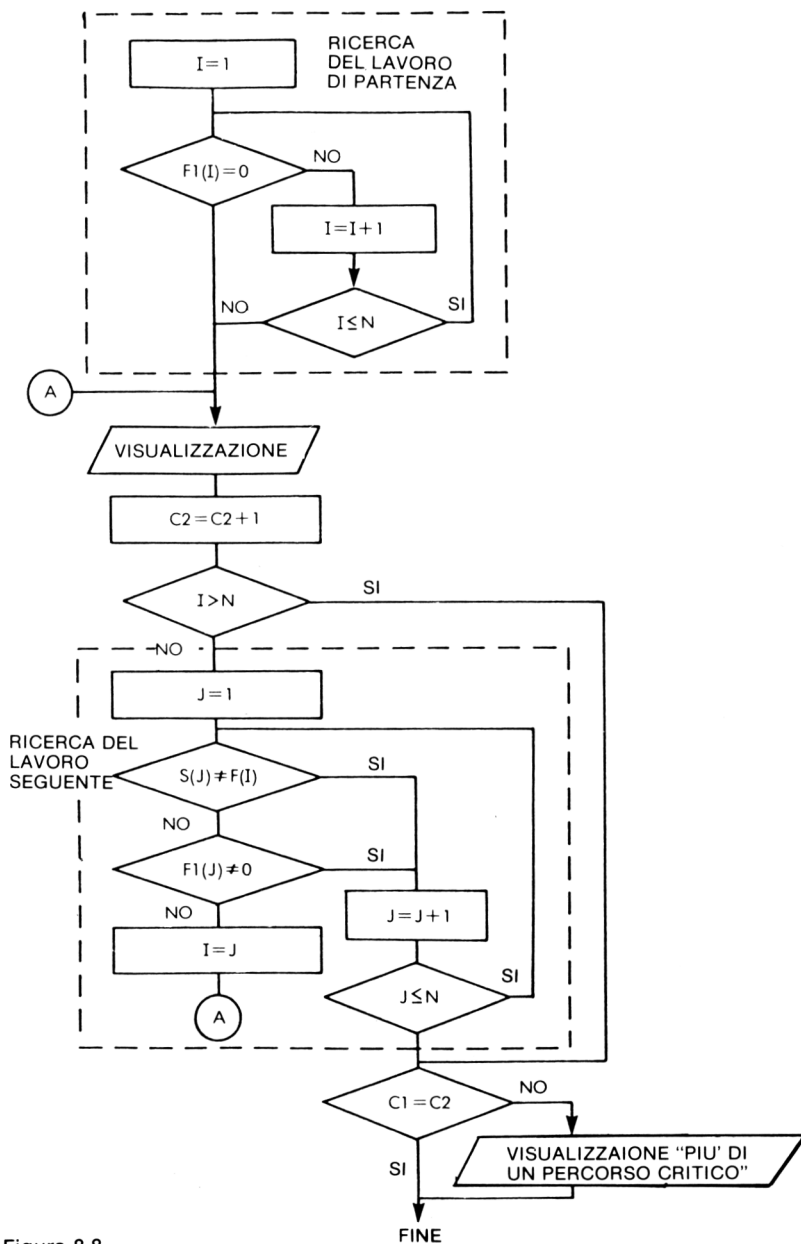 RICERCA
DEL LAVORO
DI PARTENZA
I=1
F1(I)=0
NO
I=I+1
NO
SI
I≤N
A
VISUALIZZAZIONE
C2=C2+1
I>N
SI
NO
J=1
RICERCA DEL
LAVORO
SEGUENTE
S(J)≠F(I)
SI
NO
F1(J)≠0
SI
NO
J=J+1
I=J
SI
J≤N
A
C1=C2
NO
VISUALIZZAIONE "PIU' DI
UN PERCORSO CRITICO"
SI
FINE